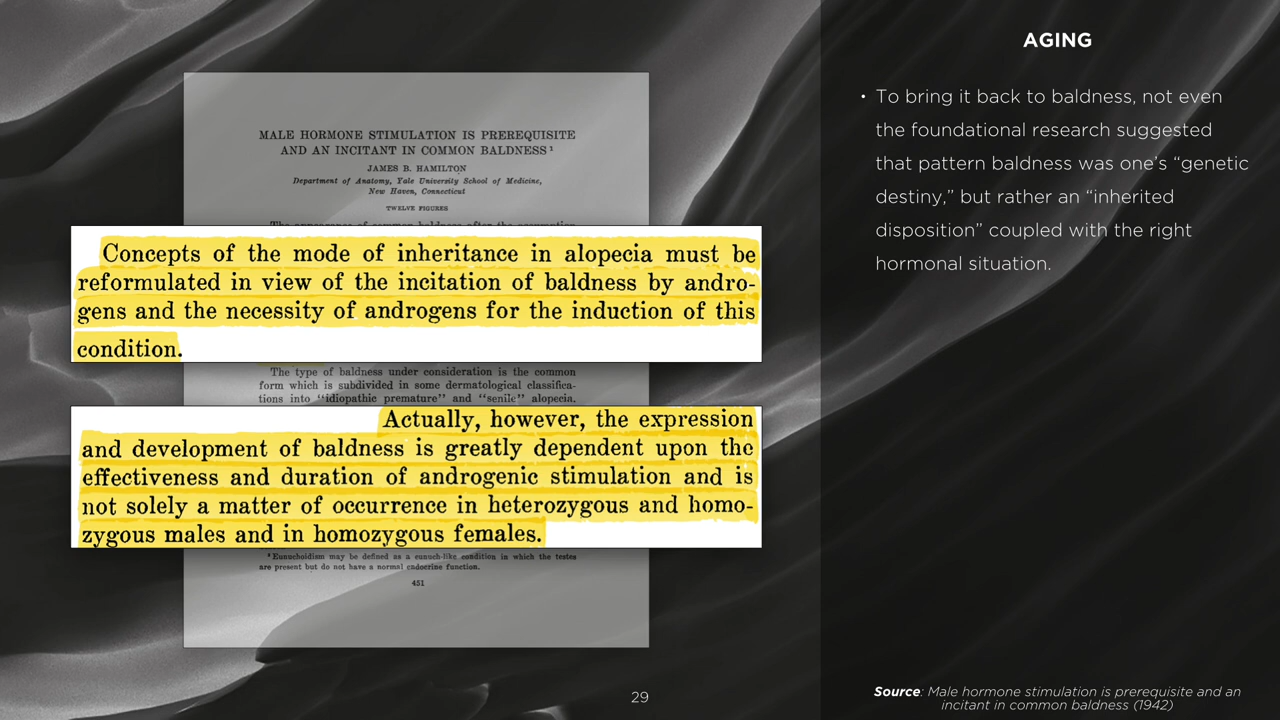 MALE HORMONE STIMULATION IS PREREQUISITE
AND AN INCITANT IN COMMON BALDNESS ¹
JAMES B. HAMILTON
Department of Anatomy, Yale University School of Medicine,
New Haven, Connecticut
TWELVE FIGURES
Concepts of the mode of inheritance in alopecia must be
reformulated in view of the incitation of baldness by andro-
gens and the necessity of androgens for the induction of this
condition.
The type of baldness under consideration is the common
form which is subdivided in some dermatological classifica-
tions into “idiopathic premature” and “senile” alopecia.
Actually, however, the expression
and development of baldness is greatly dependent upon the
effectiveness and duration of androgenic stimulation and is
not solely a matter of occurrence in heterozygous and homo-
zygous males and in homozygous females.
Eunuchoidism may be defined as a eunuch-like condition in which the testes
are present but do not have a normal endocrine function.
451
29
AGING
• To bring it back to baldness, not even
the foundational research suggested
that pattern baldness was one’s “genetic
destiny,” but rather an “inherited
disposition” coupled with the right
hormonal situation.
Source: Male hormone stimulation is prerequisite and an
incitant in common baldness (1942)